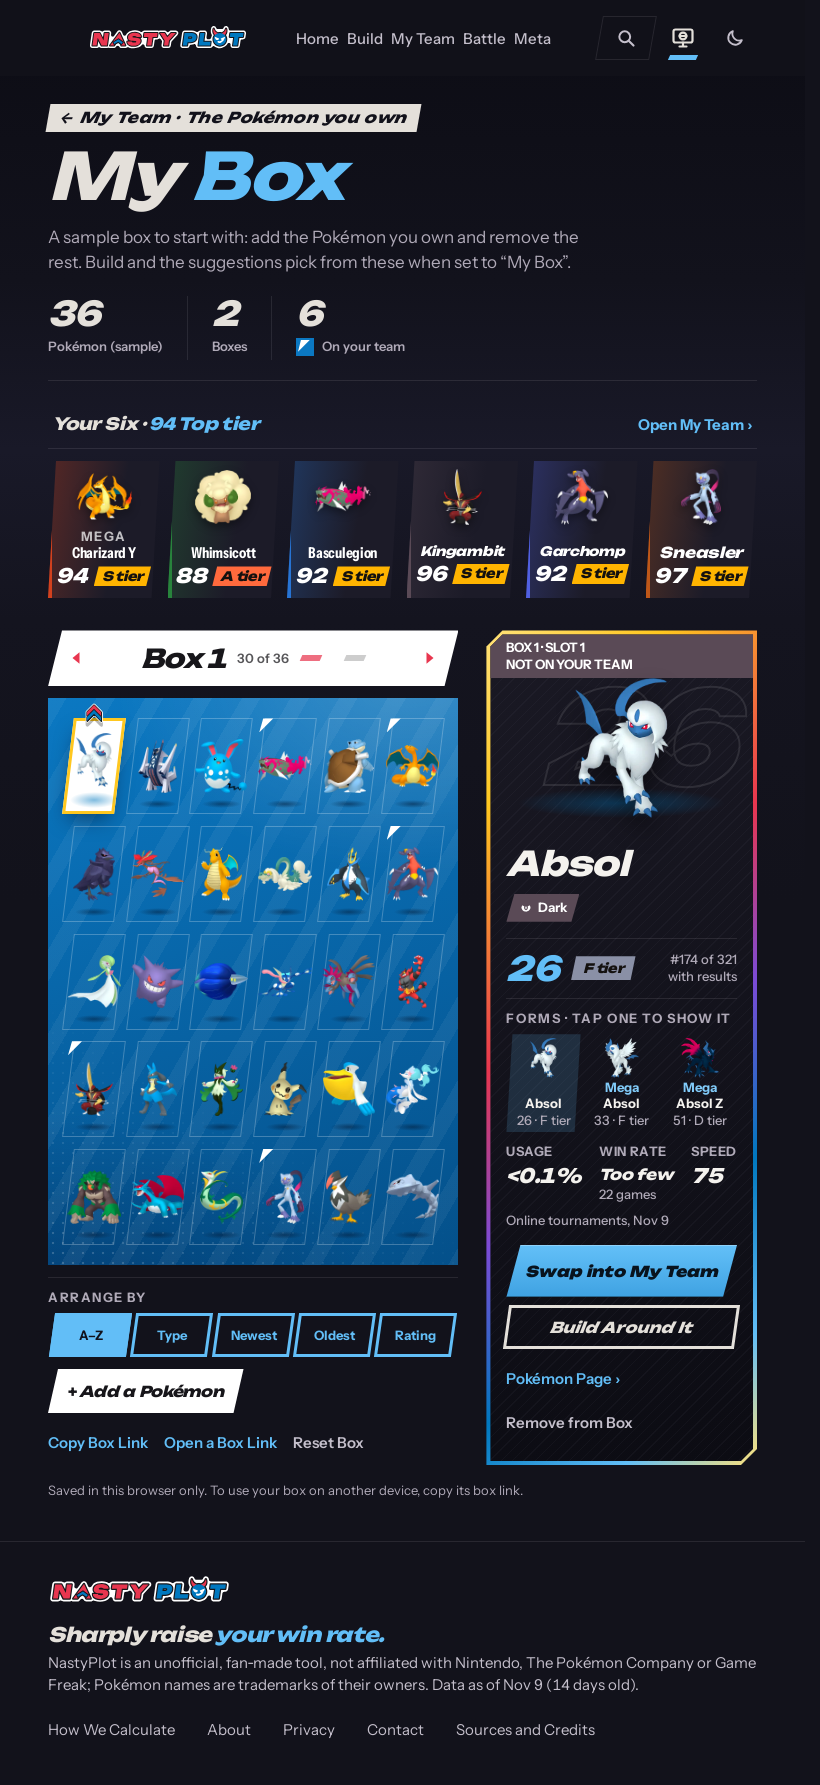 NASTY PLOT
Home Build My Team Battle Meta
← My Team · The Pokémon you own
My Box
A sample box to start with: add the Pokémon you own and remove the
rest. Build and the suggestions pick from these when set to “My Box”.
36 2 6
Pokémon (sample) Boxes On your team
Your Six · 94 Top tier
Open My Team ›
MEGA
Charizard Y
94 S tier
Whimsicott
88 A tier
Basculegion
92 S tier
Kingambit
96 S tier
Garchomp
92 S tier
Sneasler
97 S tier
Box 1 30 of 36
BOX 1 · SLOT 1
NOT ON YOUR TEAM
26
Absol
Dark
26 F tier
#174 of 321
with results
FORMS · TAP ONE TO SHOW IT
Absol
26 · F tier
Mega
Absol
33 · F tier
Mega
Absol Z
51 · D tier
USAGE WIN RATE SPEED
<0.1% Too few 75
22 games
Online tournaments, Nov 9
Swap into My Team
Build Around It
Pokémon Page ›
Remove from Box
ARRANGE BY
A–Z Type Newest Oldest Rating
+ Add a Pokémon
Copy Box Link Open a Box Link Reset Box
Saved in this browser only. To use your box on another device, copy its box link.
NASTY PLOT
Sharply raise your win rate.
NastyPlot is an unofficial, fan-made tool, not affiliated with Nintendo, The Pokémon Company or Game
Freak; Pokémon names are trademarks of their owners. Data as of Nov 9 (14 days old).
How We Calculate About Privacy Contact Sources and Credits